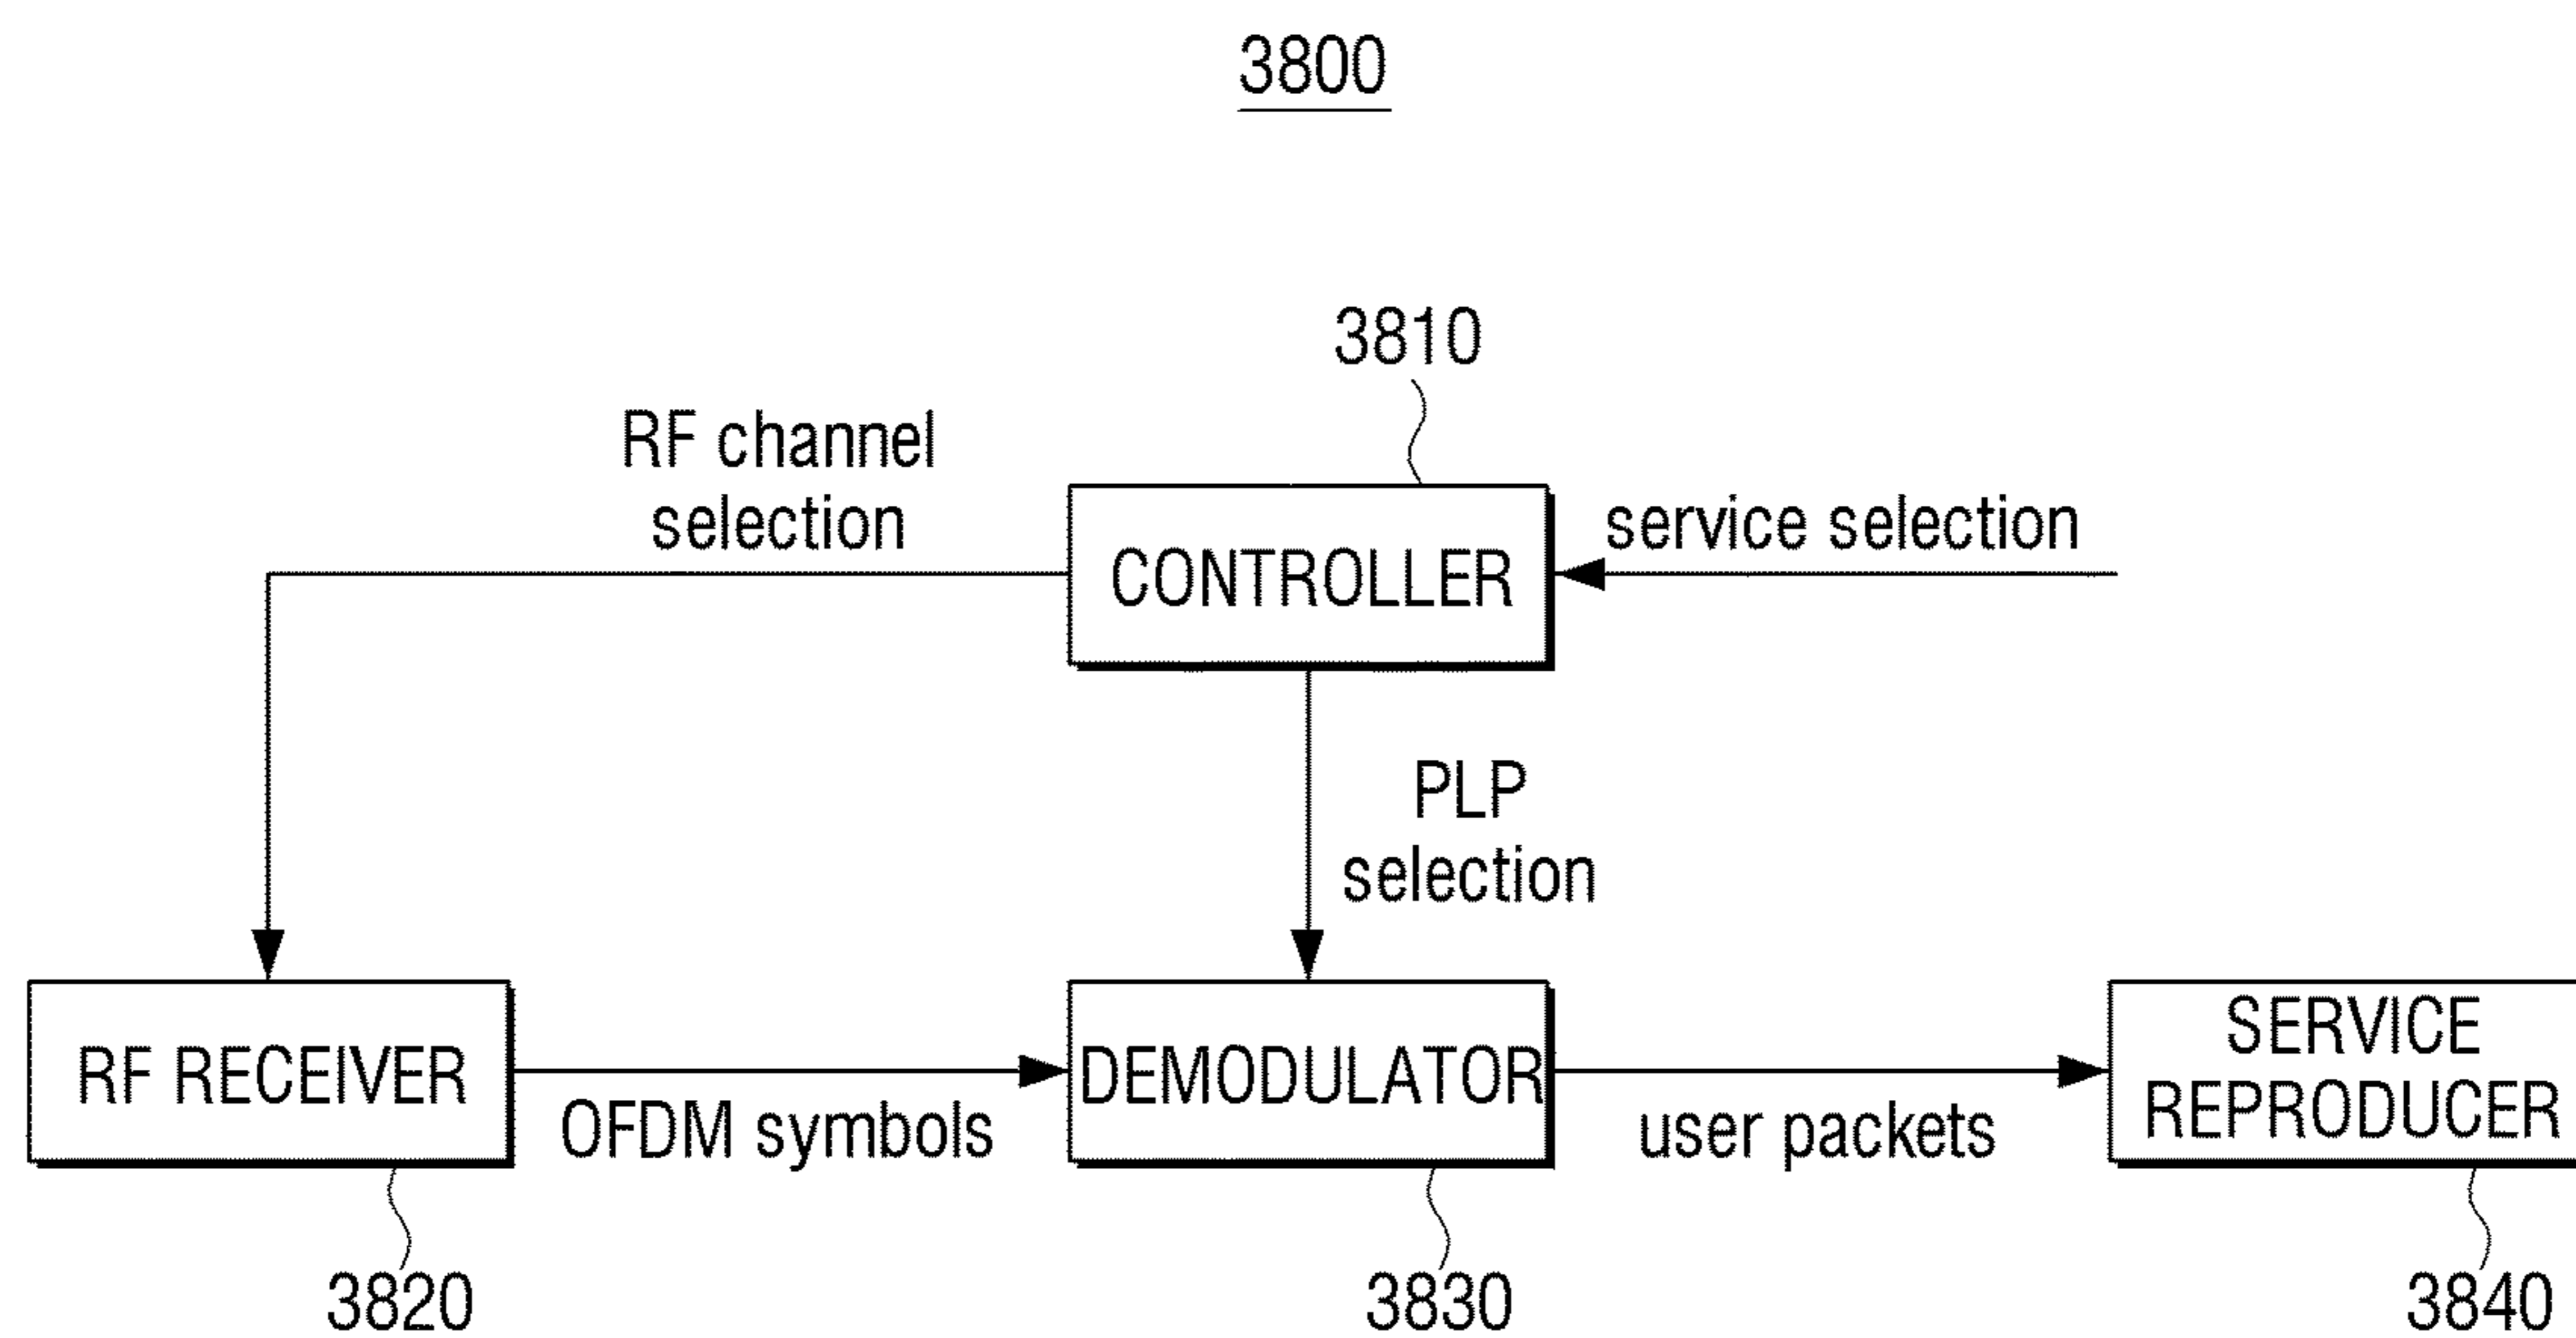 3800
3810
RF channel
selection
CONTROLLER
service selection
PLP
selection
RF RECEIVER
OFDM symbols
DEMODULATOR
user packets
SERVICE
REPRODUCER
3820
3830
3840